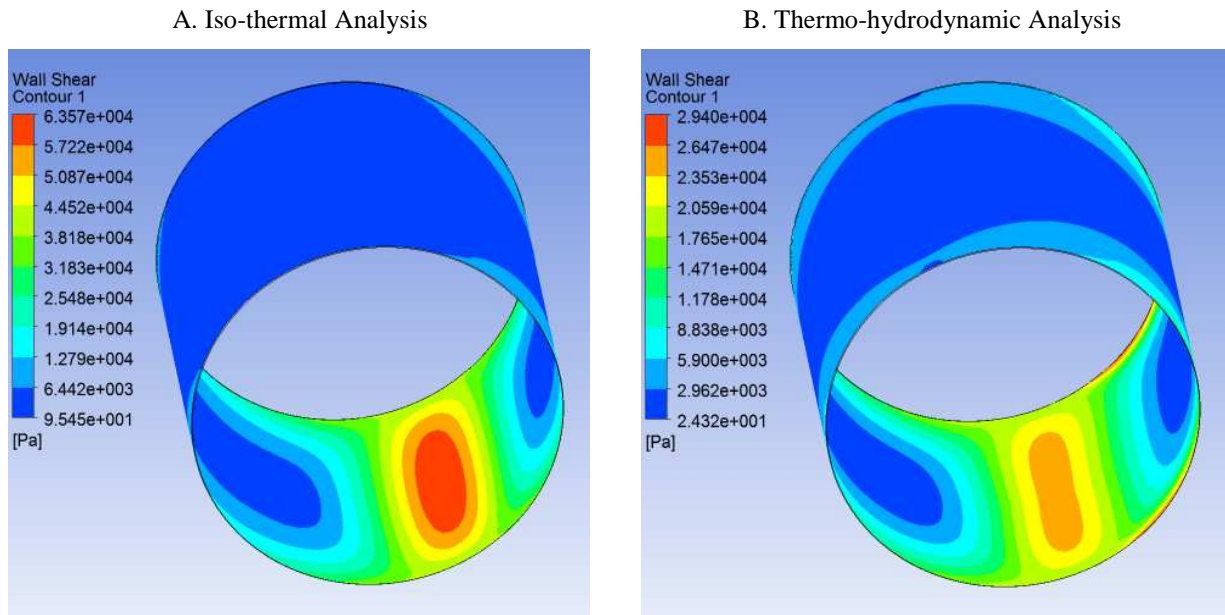 A. Iso-thermal Analysis
Wall Shear
Contour 1
6.357e+004
5.722e+004
5.087e+004
4.452e+004
3.818e+004
3.183e+004
2.548e+004
1.914e+004
1.279e+004
6.442e+003
9.545e+001
[Pa]
B. Thermo-hydrodynamic Analysis
Wall Shear
Contour 1
2.940e+004
2.647e+004
2.353e+004
2.059e+004
1.765e+004
1.471e+004
1.178e+004
8.838e+003
5.900e+003
2.962e+003
2.432e+001
[Pa]